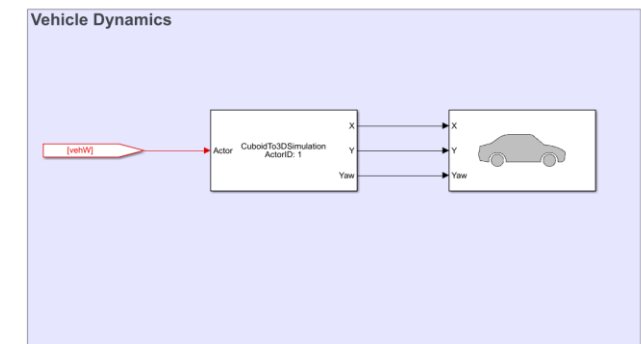 Vehicle Dynamics
[vehW]
Actor
CuboidTo3DSimulation
ActorID: 1
X
Y
Yaw
X
Y
Yaw